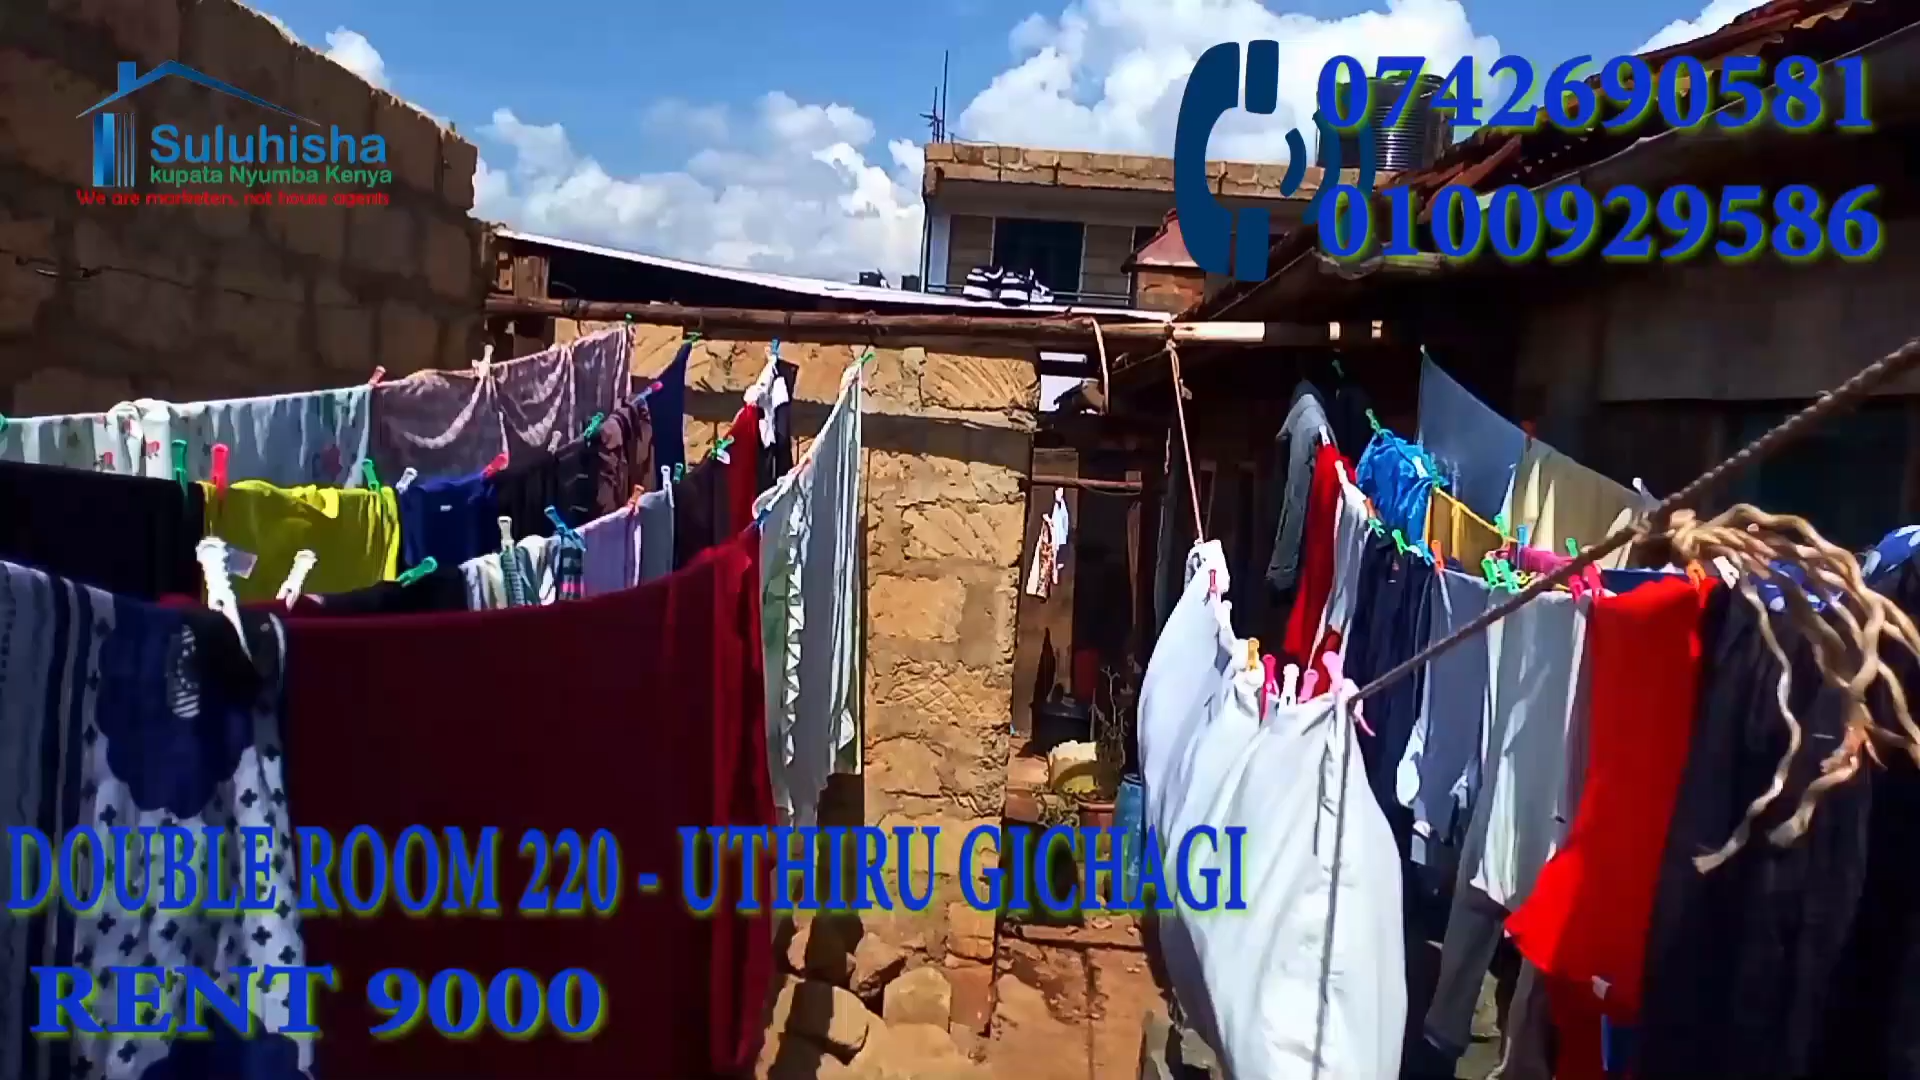 Suluhisha
kupata Nyumba Kenya
We are marketers, not house agents
0742690581
0100929586
DOUBLE ROOM 220 - UTHIRU GICHAGI
RENT 9000